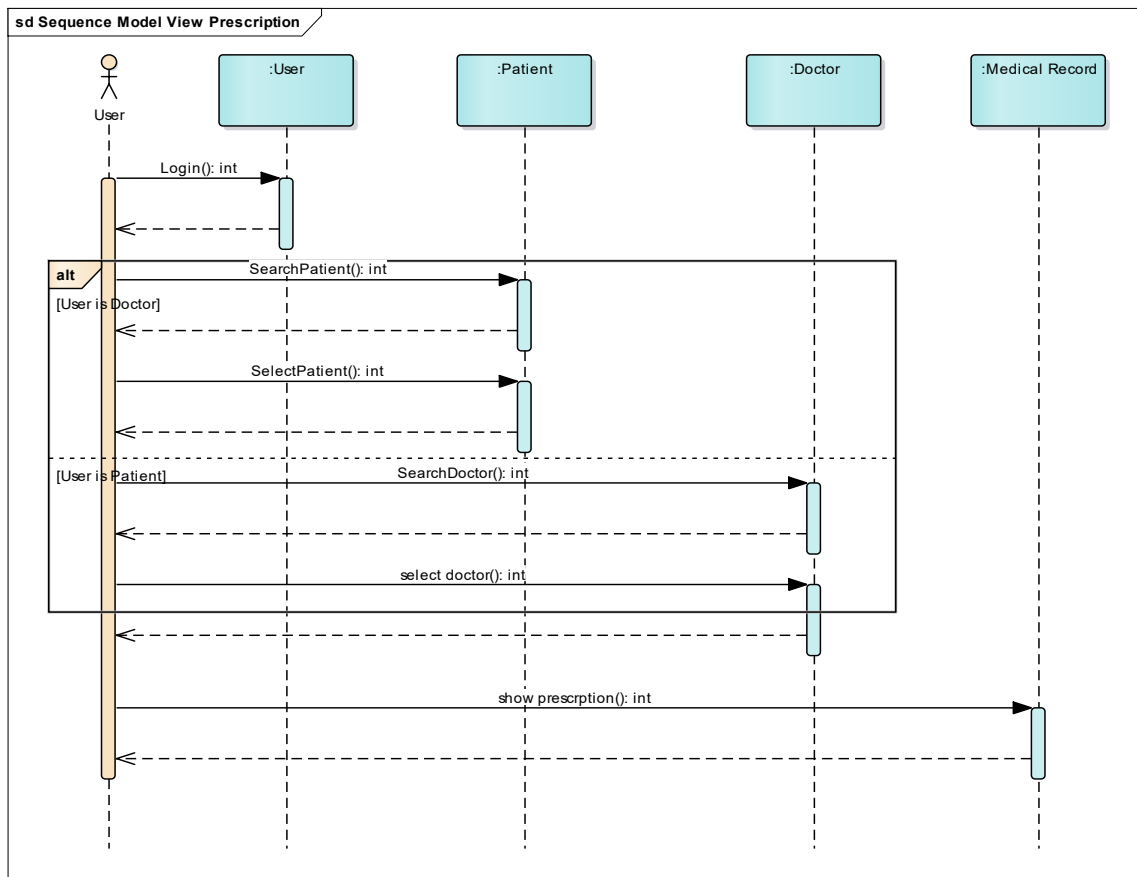 sd Sequence Model View Prescription
:User
:Patient
:Doctor
:Medical Record
User
Login(): int
alt
SearchPatient(): int
[User is Doctor]
SelectPatient(): int
[User is Patient]
SearchDoctor(): int
select doctor(): int
show prescrption(): int